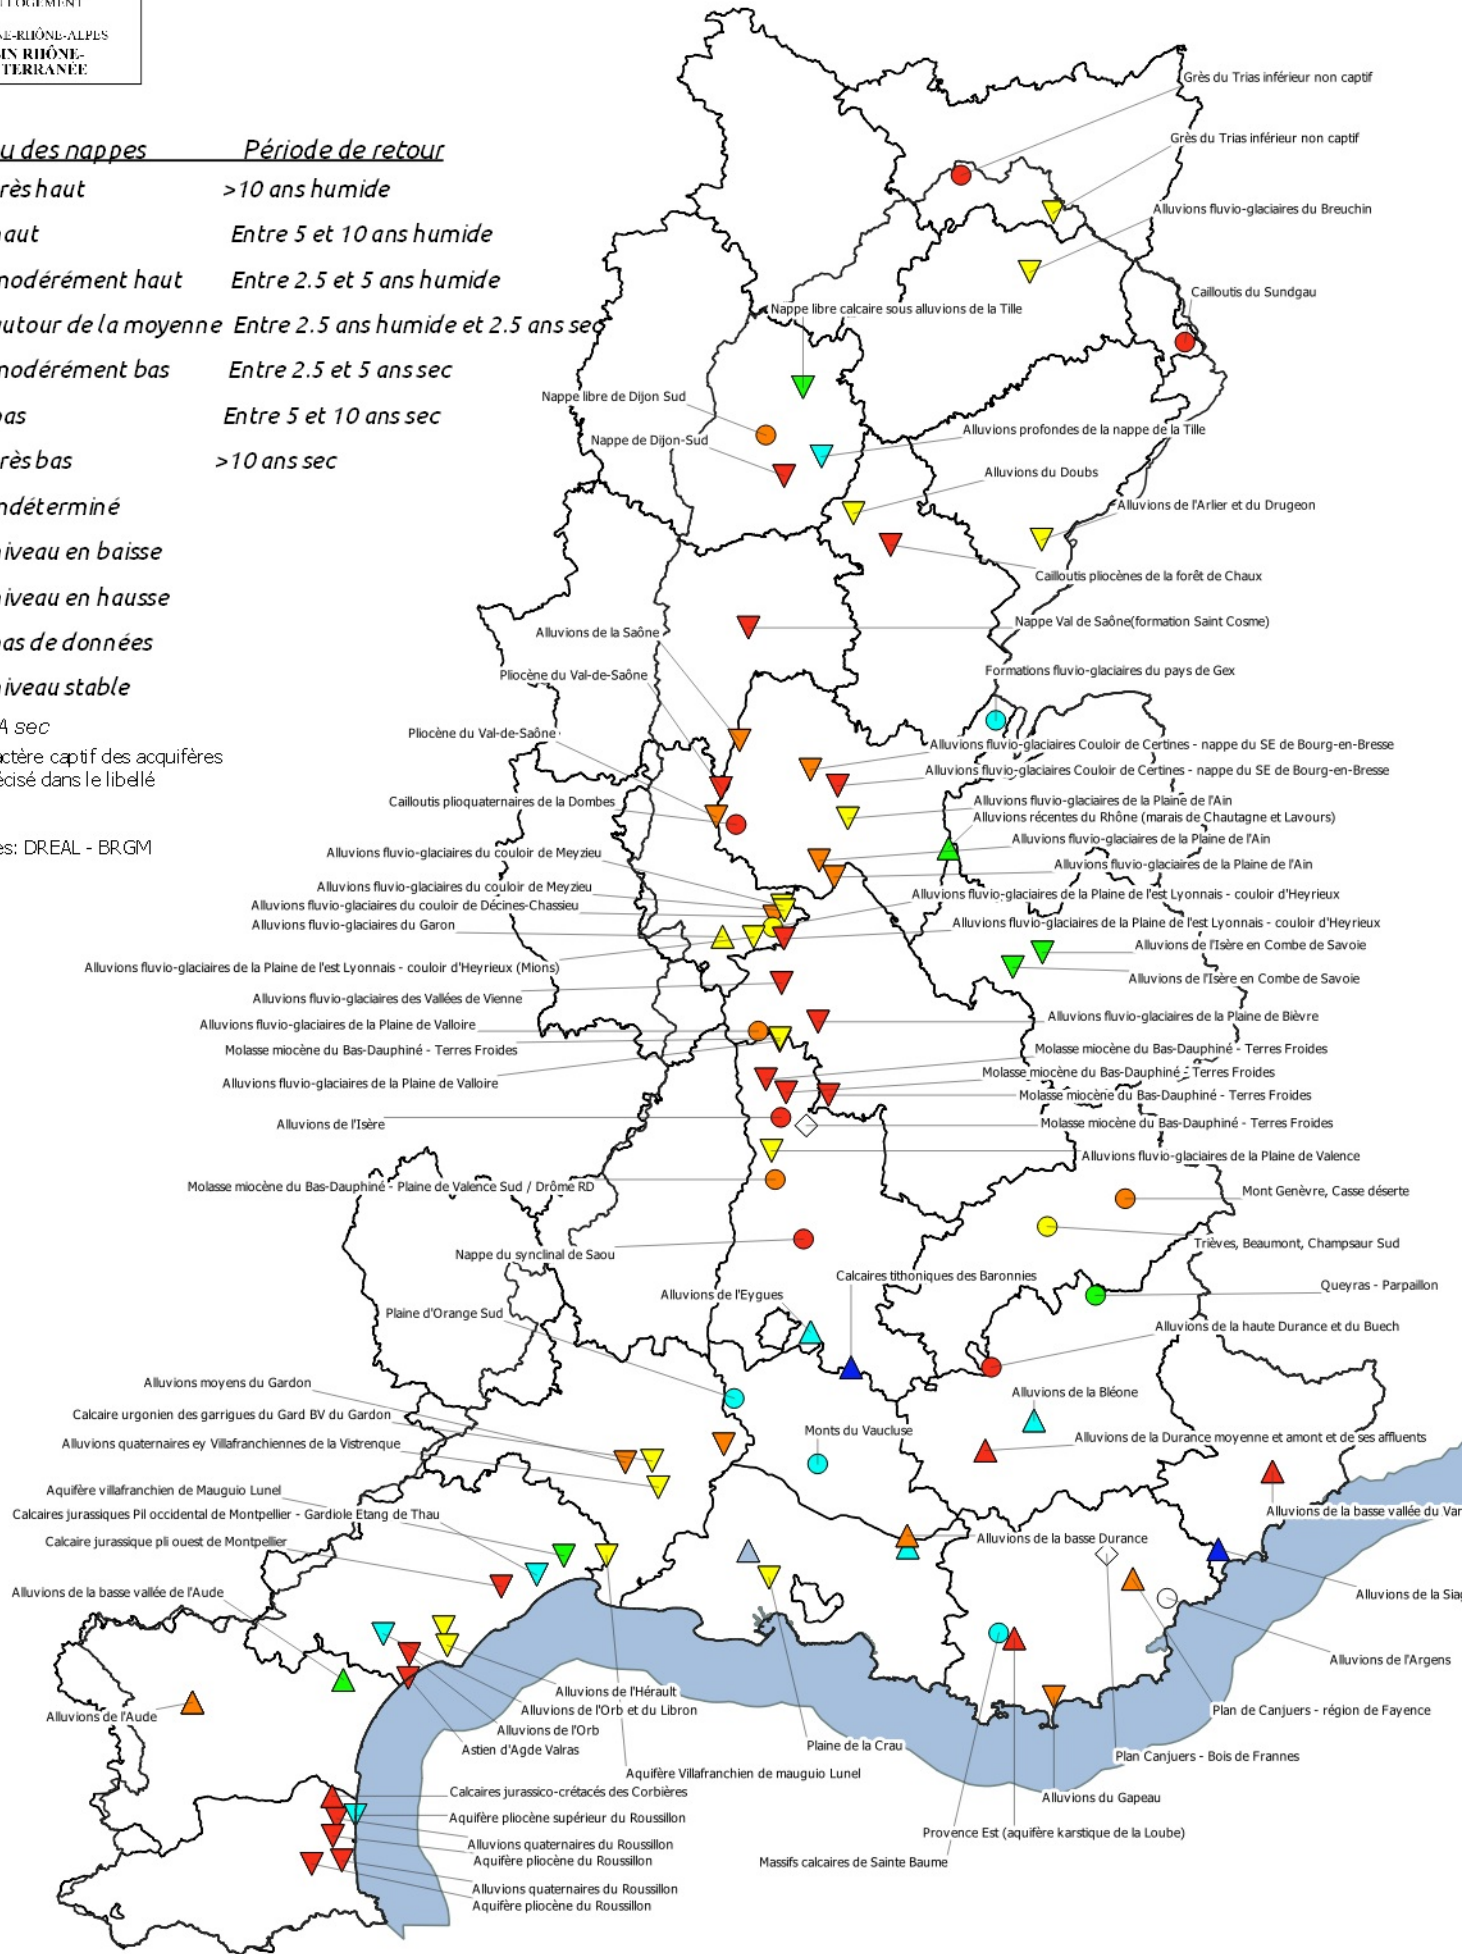 NE-RHÔNE-ALPES
IN RHÔNE-
TERRANÉE
u des nappes Période de retour
rès haut >10 ans humide
aut Entre 5 et 10 ans humide
nodérément haut Entre 2.5 et 5 ans humide
utour de la moyenne Entre 2.5 ans humide et 2.5 ans sec
nodérément bas Entre 2.5 et 5 ans sec
as Entre 5 et 10 ans sec
rès bas >10 ans sec
ndéterminé
iveau en baisse
iveau en hausse
as de données
iveau stable
A sec
actère captif des acquifères
écisé dans le libellé
es: DREAL - BRGM
Grès du Trias inférieur non captif
Grès du Trias inférieur non captif
Alluvions fluvio-glaciaires du Breuchin
Cailloutis du Sundgau
Nappe libre calcaire sous alluvions de la Tille
Nappe libre de Dijon Sud
Alluvions profondes de la nappe de la Tille
Nappe de Dijon-Sud
Alluvions du Doubs
Alluvions de l'Arlier et du Drugeon
Cailloutis pliocènes de la forêt de Chaux
Nappe Val de Saône(formation Saint Cosme)
Alluvions de la Saône
Formations fluvio-glaciaires du pays de Gex
Pliocène du Val-de-Saône
Pliocène du Val-de-Saône
Alluvions fluvio-glaciaires Couloir de Certines - nappe du SE de Bourg-en-Bresse
Alluvions fluvio-glaciaires Couloir de Certines - nappe du SE de Bourg-en-Bresse
Cailloutis plioquaternaires de la Dombes
Alluvions fluvio-glaciaires de la Plaine de l'Ain
Alluvions récentes du Rhône (marais de Chautagne et Lavours)
Alluvions fluvio-glaciaires de la Plaine de l'Ain
Alluvions fluvio-glaciaires du couloir de Meyzieu
Alluvions fluvio-glaciaires de la Plaine de l'Ain
Alluvions fluvio-glaciaires du couloir de Meyzieu
Alluvions fluvio-glaciaires de la Plaine de l'est Lyonnais - couloir d'Heyrieux
Alluvions fluvio-glaciaires du couloir de Décines-Chassieu
Alluvions fluvio-glaciaires de la Plaine de l'est Lyonnais - couloir d'Heyrieux
Alluvions fluvio-glaciaires du Garon
Alluvions de l'Isère en Combe de Savoie
Alluvions fluvio-glaciaires de la Plaine de l'est Lyonnais - couloir d'Heyrieux (Mions)
Alluvions de l'Isère en Combe de Savoie
Alluvions fluvio-glaciaires des Vallées de Vienne
Alluvions fluvio-glaciaires de la Plaine de Bièvre
Alluvions fluvio-glaciaires de la Plaine de Valloire
Molasse miocène du Bas-Dauphiné - Terres Froides
Molasse miocène du Bas-Dauphiné - Terres Froides
Molasse miocène du Bas-Dauphiné - Terres Froides
Alluvions fluvio-glaciaires de la Plaine de Valloire
Molasse miocène du Bas-Dauphiné - Terres Froides
Alluvions de l'Isère
Molasse miocène du Bas-Dauphiné - Terres Froides
Alluvions fluvio-glaciaires de la Plaine de Valence
Molasse miocène du Bas-Dauphiné - Plaine de Valence Sud / Drôme RD
Mont Genèvre, Casse déserte
Trièves, Beaumont, Champsaur Sud
Nappe du synclinal de Saou
Calcaires tithoniques des Baronnies
Queyras - Parpaillon
Alluvions de l'Eygues
Plaine d'Orange Sud
Alluvions de la haute Durance et du Buech
Alluvions moyens du Gardon
Alluvions de la Bléone
Calcaire urgonien des garrigues du Gard BV du Gardon
Monts du Vaucluse
Alluvions de la Durance moyenne et amont et de ses affluents
Alluvions quaternaires ey Villafranchiennes de la Vistrenque
Aquifère villafranchien de Mauguio Lunel
Calcaires jurassiques Pil occidental de Montpellier - Gardiole Etang de Thau
Alluvions de la basse vallée du Var
Calcaire jurassique pli ouest de Montpellier
Alluvions de la basse Durance
Alluvions de la basse vallée de l'Aude
Alluvions de la Siag
Alluvions de l'Argens
Alluvions de l'Hérault
Alluvions de l'Orb et du Libron
Plan de Canjuers - région de Fayence
Alluvions de l'Aude
Alluvions de l'Orb
Astien d'Agde Valras
Plaine de la Crau
Plan Canjuers - Bois de Frannes
Aquifère Villafranchien de mauguio Lunel
Calcaires jurassico-crétacés des Corbières
Alluvions du Gapeau
Aquifère pliocène supérieur du Roussillon
Provence Est (aquifère karstique de la Loube)
Alluvions quaternaires du Roussillon
Aquifère pliocène du Roussillon
Massifs calcaires de Sainte Baume
Alluvions quaternaires du Roussillon
Aquifère pliocène du Roussillon